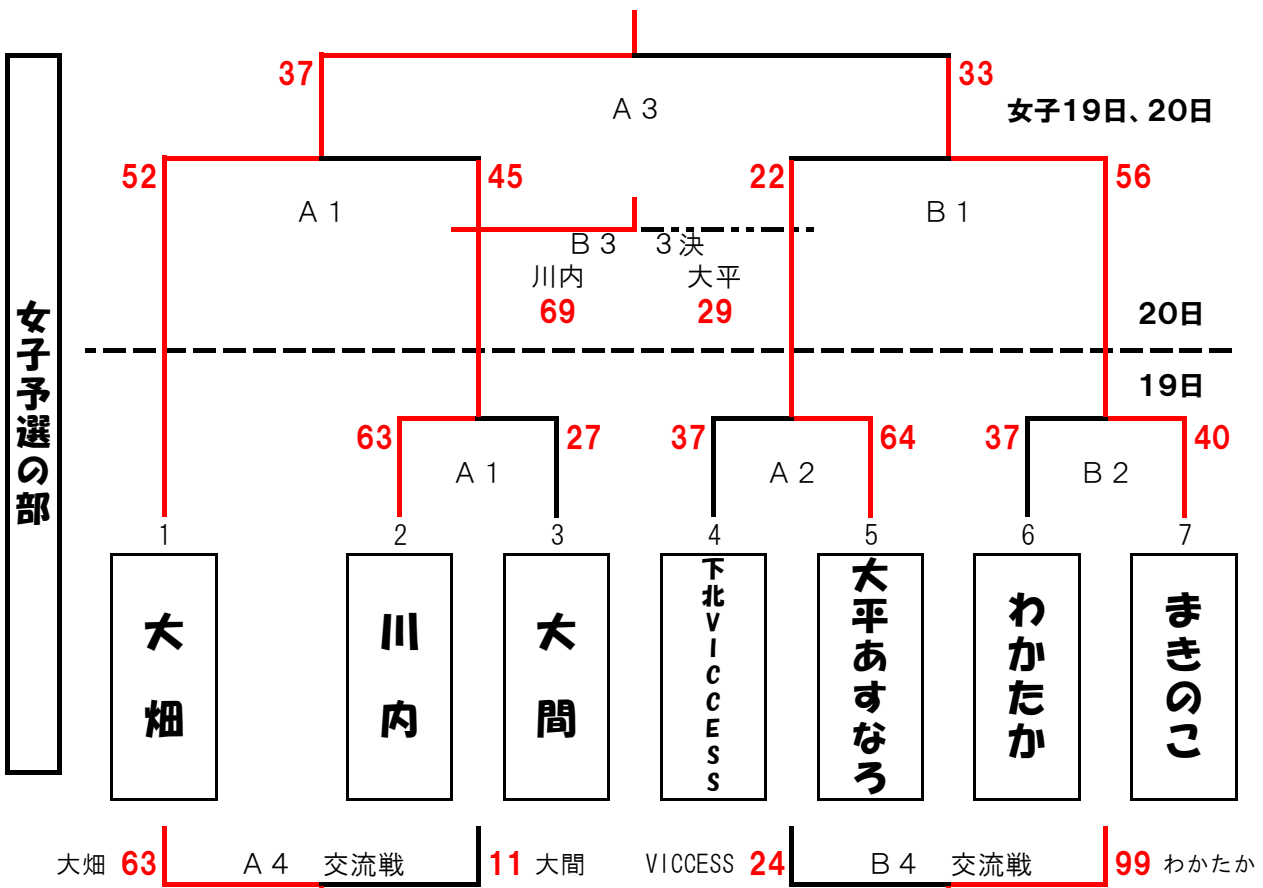 37
33
A3
女子19日、20日
52
45
22
56
A1
B1
B3 3決
川内
大平
69
29
20日
19日
63
27
37
64
37
40
A1
A2
B2
1
2
3
4
5
6
7
女子予選の部
大畑
川内
大間
下北VICCESS
大平あすなろ
わかたか
まきのこ
大畑 63 A4 交流戦 11 大間
VICCESS 24 B4 交流戦 99 わかたか